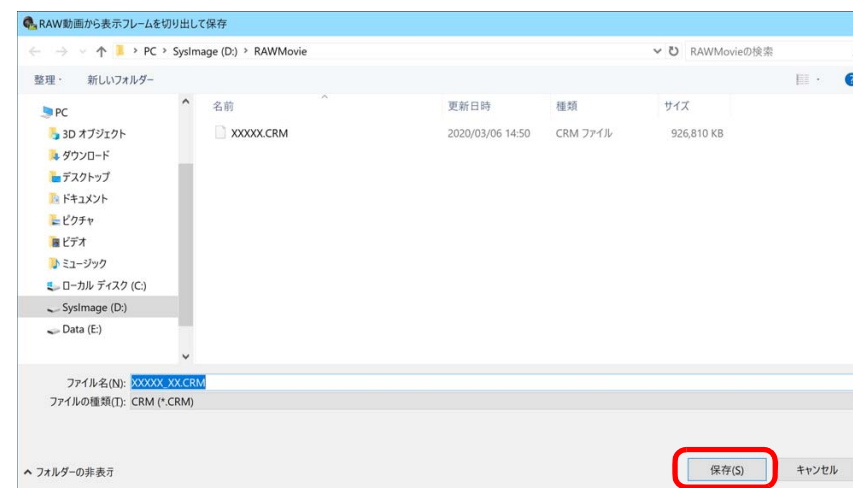 RAW動画から表示フレームを切り出して保存
PC › SysImage (D:) › RAWMovie
RAWMovieの検索
整理
新しいフォルダー
名前 更新日時 種類 サイズ
XXXXX.CRM 2020/03/06 14:50 CRM ファイル 926,810 KB
PC
3D オブジェクト
ダウンロード
デスクトップ
ドキュメント
ピクチャ
ビデオ
ミュージック
ローカル ディスク (C:)
SysImage (D:)
Data (E:)
ファイル名(N): XXXXX_XX.CRM
ファイルの種類(T): CRM (*.CRM)
フォルダーの非表示
保存(S)
キャンセル